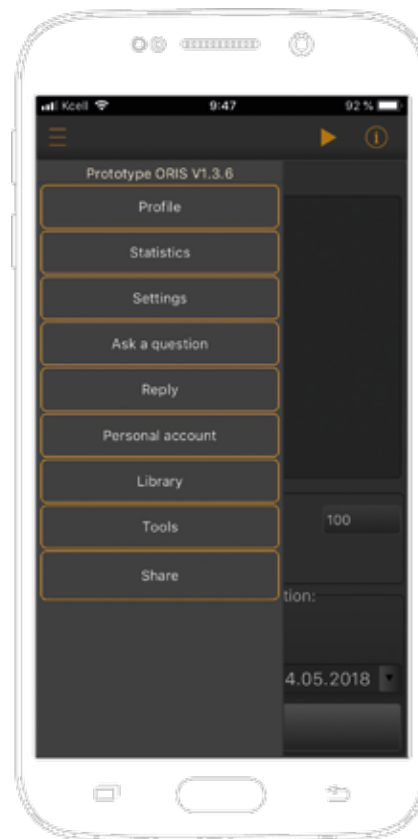 Kcell 9:47 92 %
Prototype ORIS V1.3.6
Profile
Statistics
Settings
Ask a question
Reply
Personal account
Library
100
Tools
Share
tion:
4.05.2018